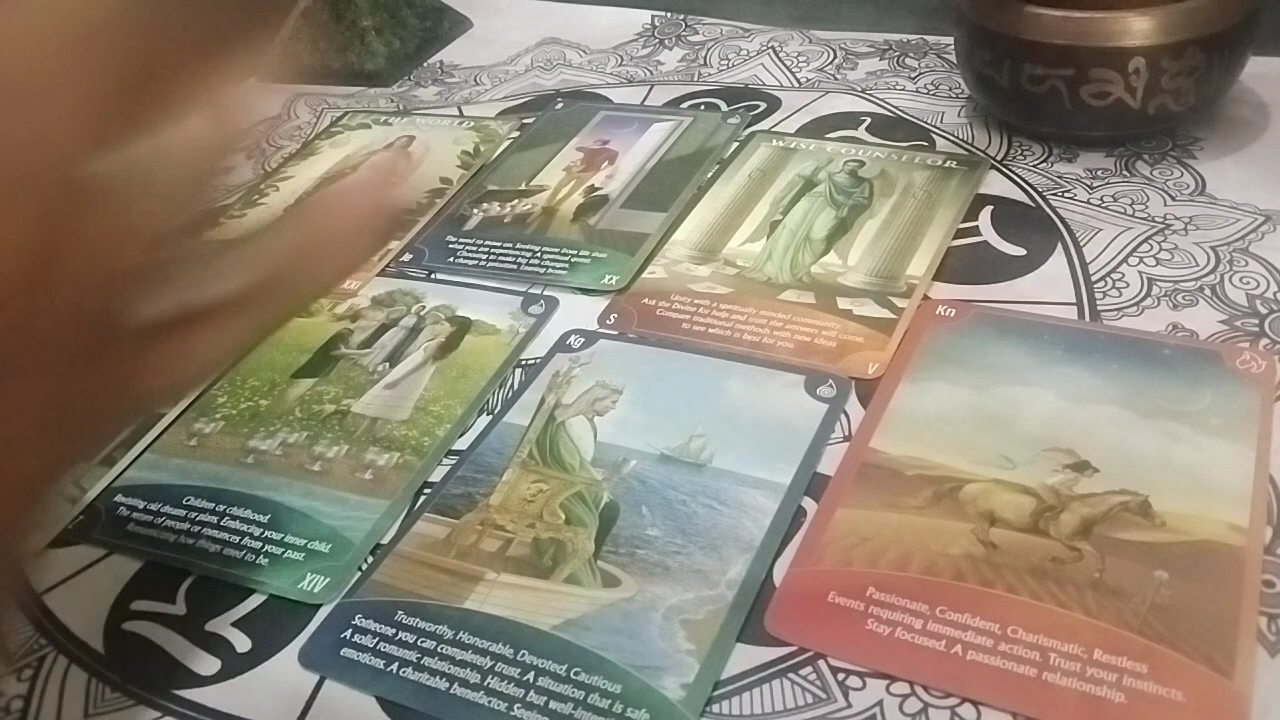 THE WORLD
XXI
The need to move on. Seeking more from life than
what you are experiencing. A spiritual quest.
Choosing to make big life changes.
A change in priorities. Leaving home.
XX
WISE COUNSELOR
Unity with a spiritually minded community
Ask the Divine for help and trust the answers will come.
Compare traditional methods with new ideas
to see which is best for you.
S
V
Children or childhood.
Revisiting old dreams or plans. Embracing your inner child.
The return of people or romances from your past.
Romanticizing how things used to be.
XIV
Kg
Trustworthy, Honorable, Devoted, Cautious
Someone you can completely trust. A situation that is safe
A solid romantic relationship. Hidden but well-inten
emotions. A charitable benefactor. Seeing
Kn
Passionate, Confident, Charismatic, Restless
Events requiring immediate action. Trust your instincts.
Stay focused. A passionate relationship.